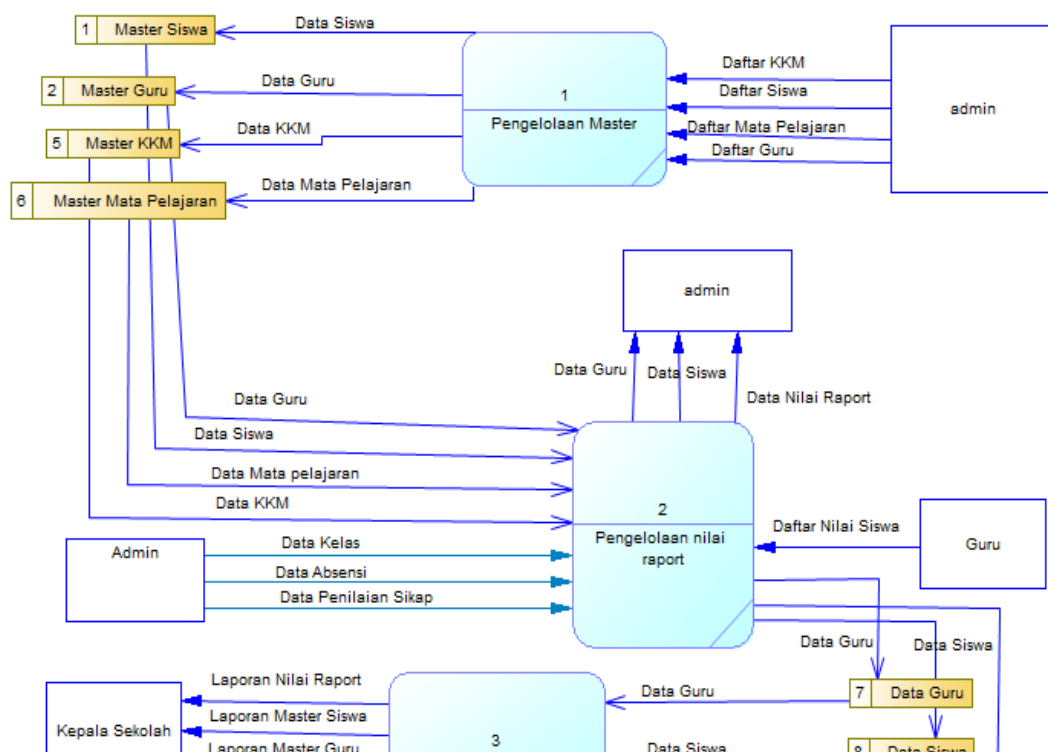 1 Master Siswa
Data Siswa
2 Master Guru
Data Guru
5 Master KKM
Data KKM
6 Master Mata Pelajaran
Data Mata Pelajaran
1
Pengelolaan Master
Daftar KKM
Daftar Siswa
Daftar Mata Pelajaran
Daftar Guru
admin
admin
Data Guru
Data Siswa
Data Nilai Raport
Data Guru
Data Siswa
Data Mata pelajaran
Data KKM
Admin
Data Kelas
Data Absensi
Data Penilaian Sikap
2
Pengelolaan nilai
raport
Daftar Nilai Siswa
Guru
Data Guru
Data Siswa
7 Data Guru
8 Data Siswa
Kepala Sekolah
Laporan Nilai Raport
Laporan Master Siswa
Laporan Master Guru
3
Data Guru
Data Siswa